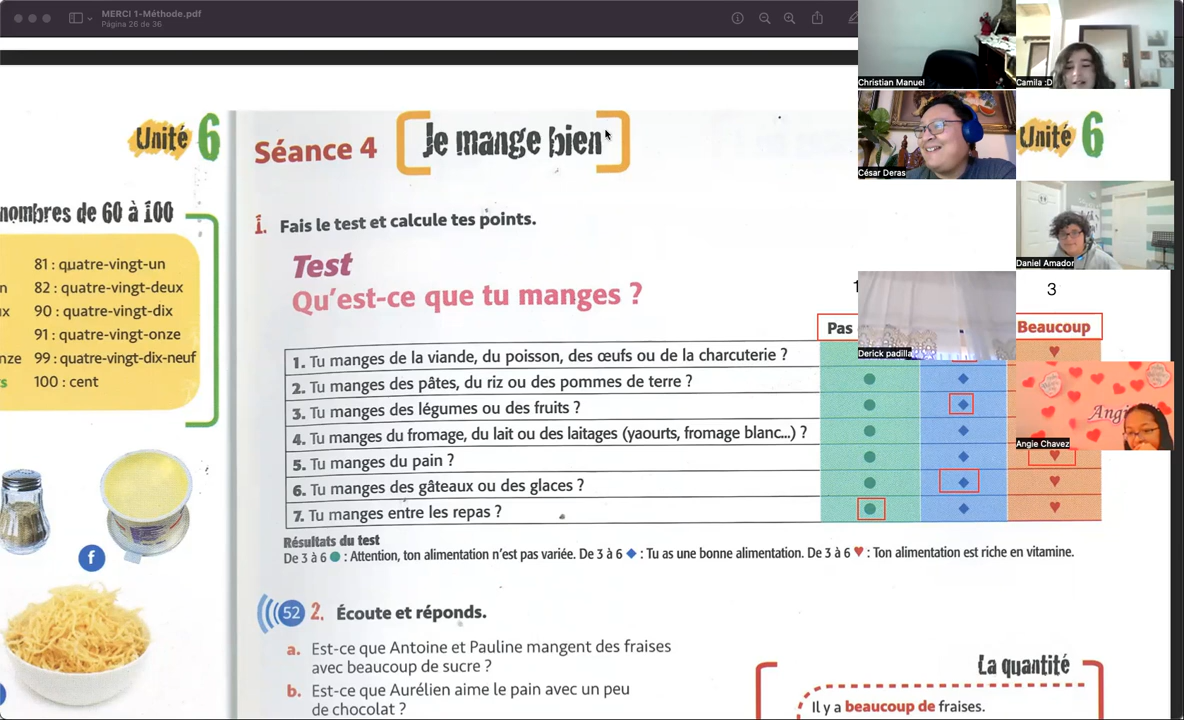 MERCI 1-Méthode.pdf
Página 26 de 36
Christian Manuel
Camila :D
César Deras
Daniel Amador
Derick padilla
Angie Chavez
Unité 6
nombres de 60 à 100
81 : quatre-vingt-un
82 : quatre-vingt-deux
90 : quatre-vingt-dix
91 : quatre-vingt-onze
99 : quatre-vingt-dix-neuf
100 : cent
f
Séance 4
Je mange bien
Unité 6
1. Fais le test et calcule tes points.
Test
Qu'est-ce que tu manges ?
1
3
Pas
Beaucoup
1. Tu manges de la viande, du poisson, des œufs ou de la charcuterie ?
2. Tu manges des pâtes, du riz ou des pommes de terre ?
3. Tu manges des légumes ou des fruits ?
4. Tu manges du fromage, du lait ou des laitages (yaourts, fromage blanc...) ?
5. Tu manges du pain ?
6. Tu manges des gâteaux ou des glaces ?
7. Tu manges entre les repas ?
Résultats du test
De 3 à 6 ● : Attention, ton alimentation n'est pas variée. De 3 à 6 ◆ : Tu as une bonne alimentation. De 3 à 6 ♥ : Ton alimentation est riche en vitamine.
52 2. Écoute et réponds.
a. Est-ce que Antoine et Pauline mangent des fraises
avec beaucoup de sucre ?
b. Est-ce que Aurélien aime le pain avec un peu
de chocolat ?
La quantité
Il y a beaucoup de fraises.